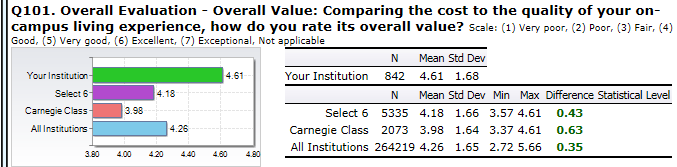 Q101. Overall Evaluation - Overall Value: Comparing the cost to the quality of your on-
campus living experience, how do you rate its overall value? Scale: (1) Very poor, (2) Poor, (3) Fair, (4)
Good, (5) Very good, (6) Excellent, (7) Exceptional, Not applicable
Your Institution 4.61
Select 6 4.18
Carnegie Class 3.98
All Institutions 4.26
3.80 4.00 4.20 4.40 4.60 4.80
N Mean Std Dev
Your Institution 842 4.61 1.68
N Mean Std Dev Min Max Difference Statistical Level
Select 6 5335 4.18 1.66 3.57 4.61 0.43
Carnegie Class 2073 3.98 1.64 3.37 4.61 0.63
All Institutions 264219 4.26 1.65 2.72 5.66 0.35